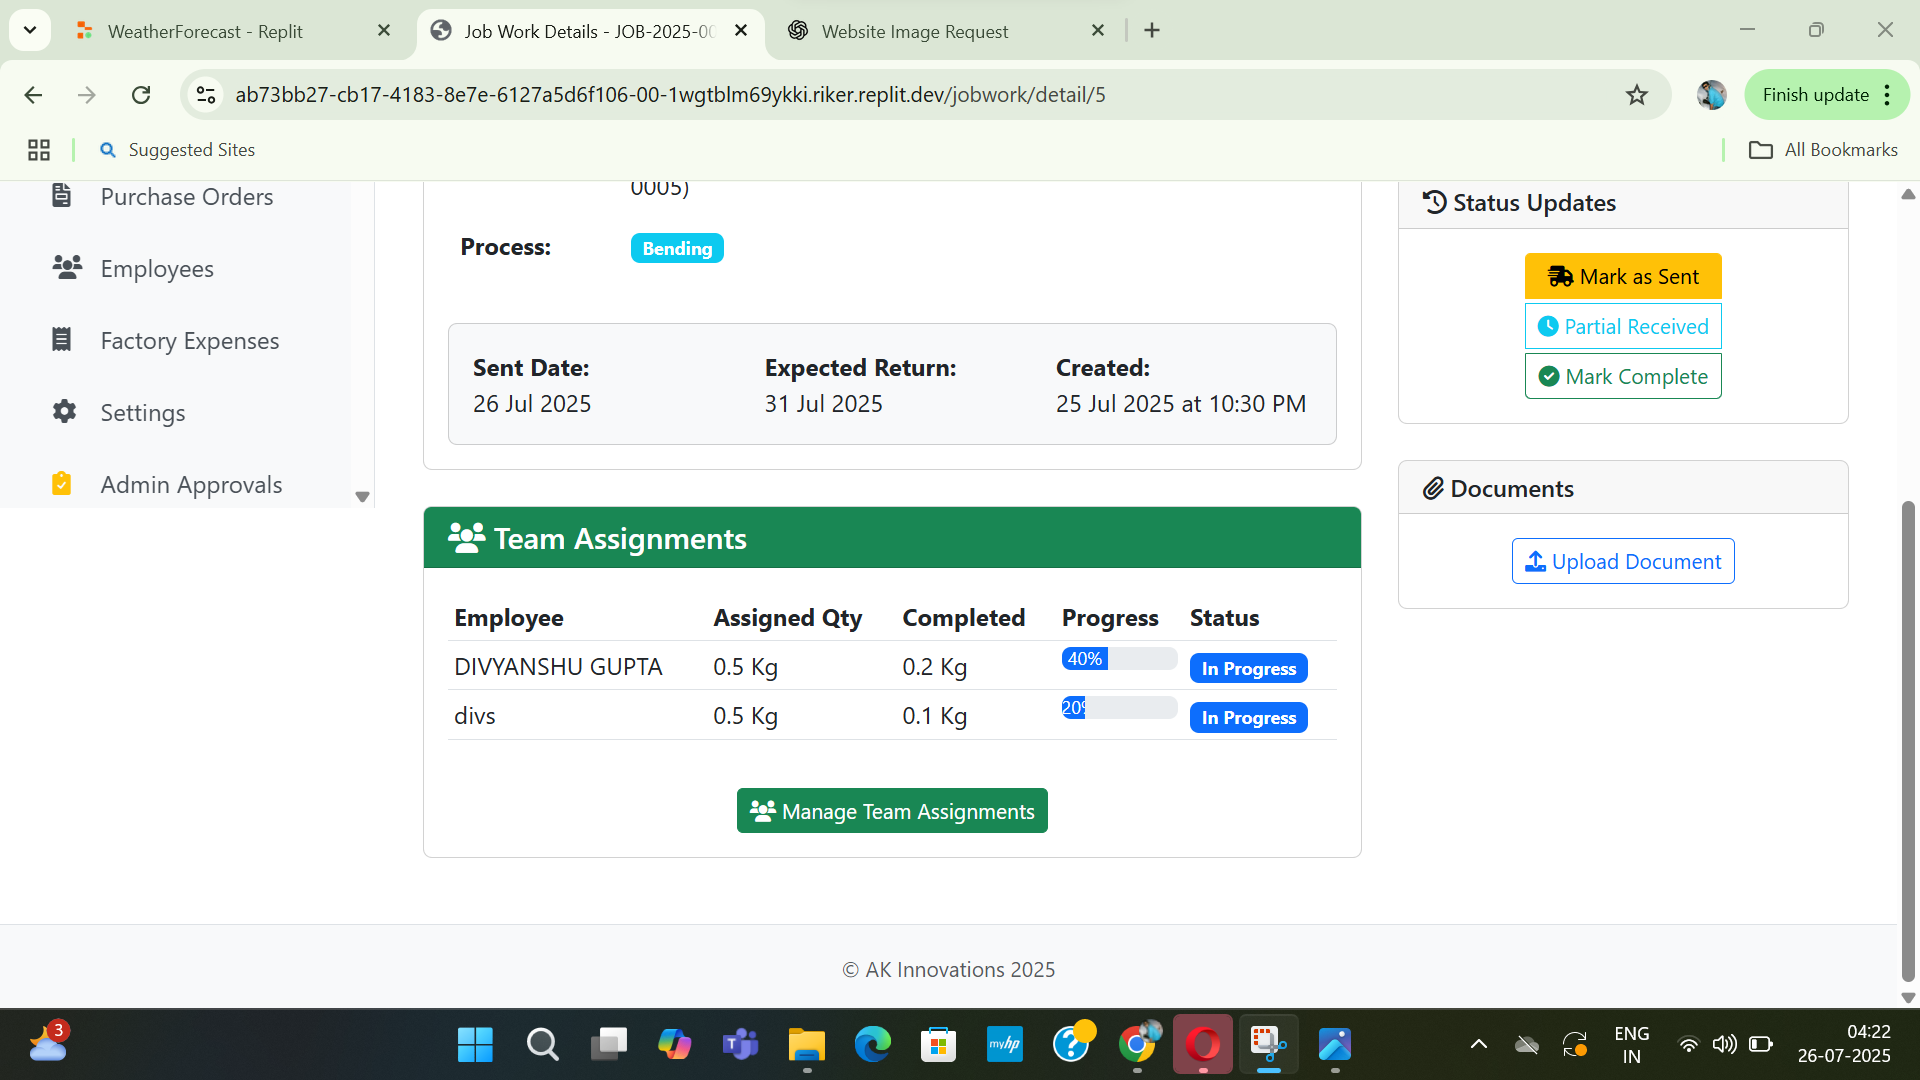 WeatherForecast - Replit
Job Work Details - JOB-2025-00
Website Image Request
ab73bb27-cb17-4183-8e7e-6127a5d6f106-00-1wgtblm69ykki.riker.replit.dev/jobwork/detail/5
Finish update
Suggested Sites
All Bookmarks
Purchase Orders
Employees
Factory Expenses
Settings
Admin Approvals
0005)
Process:
Bending
Sent Date:
Expected Return:
Created:
26 Jul 2025
31 Jul 2025
25 Jul 2025 at 10:30 PM
Team Assignments
Employee
Assigned Qty
Completed
Progress
Status
DIVYANSHU GUPTA
0.5 Kg
0.2 Kg
40%
In Progress
divs
0.5 Kg
0.1 Kg
20%
In Progress
Manage Team Assignments
Status Updates
Mark as Sent
Partial Received
Mark Complete
Documents
Upload Document
© AK Innovations 2025
3
T
myhp
?
ENG
IN
04:22
26-07-2025